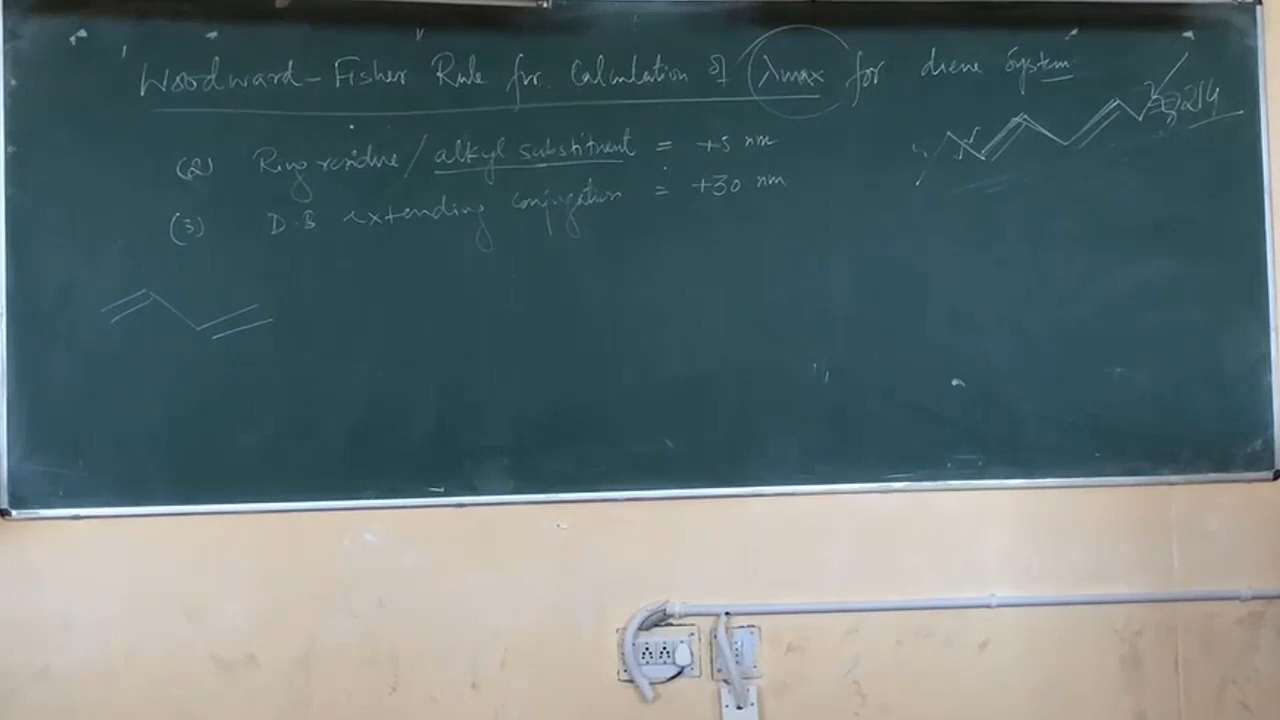 Woodward-Fisher Rule for Calculation of λmax for diene System
214
(2) Ring residue / alkyl substituent = +5 nm
(3) D.B extending conjugation = +30 nm